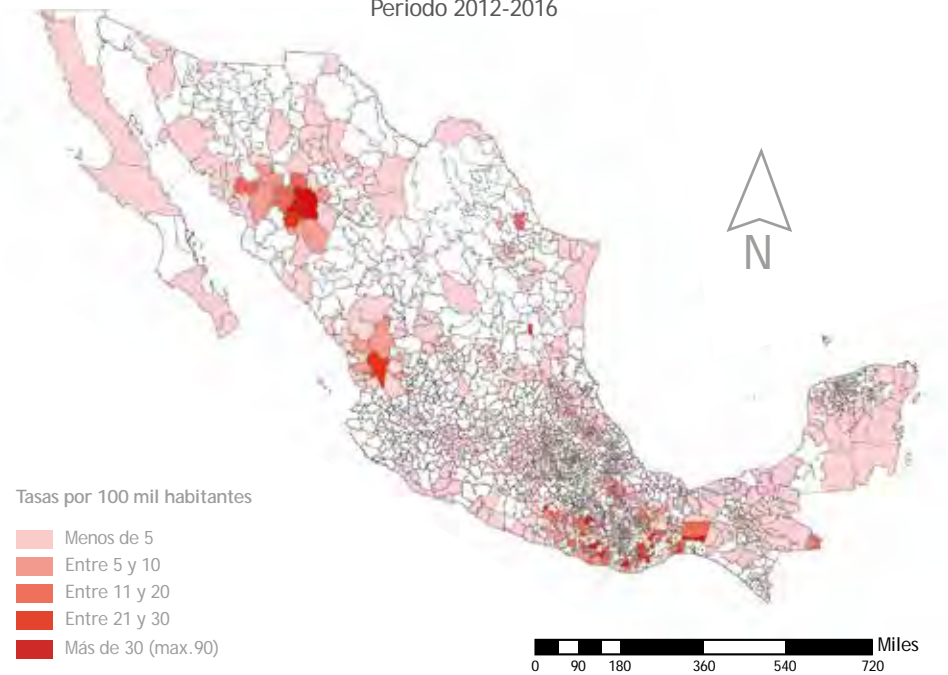 Periodo 2012-2016
N
Tasas por 100 mil habitantes
Menos de 5
Entre 5 y 10
Entre 11 y 20
Entre 21 y 30
Más de 30 (max.90)
Miles
0 90 180 360 540 720